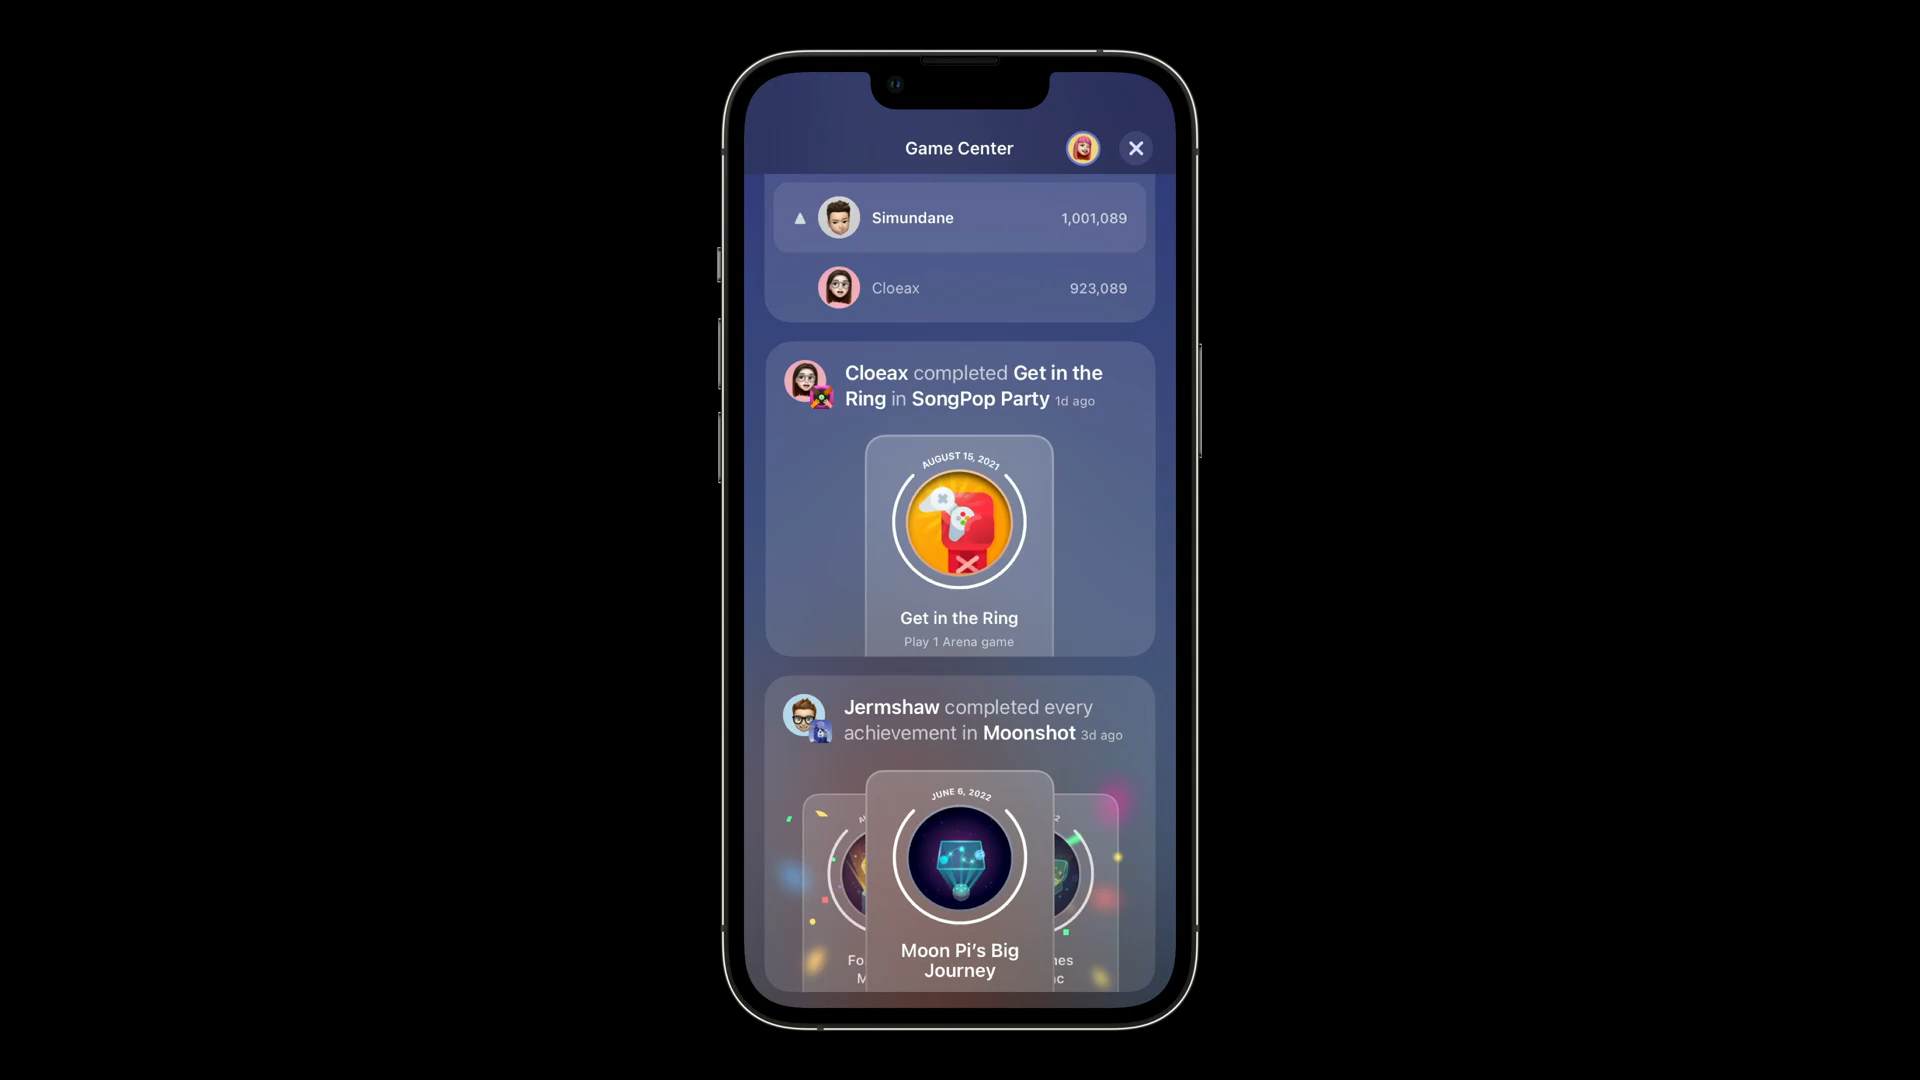 Game Center
Simundane 1,001,089
Cloeax 923,089
Cloeax completed Get in the
Ring in SongPop Party 1d ago
AUGUST 15, 2021
Get in the Ring
Play 1 Arena game
Jermshaw completed every
achievement in Moonshot 3d ago
JUNE 6, 2022
Moon Pi’s Big
Journey